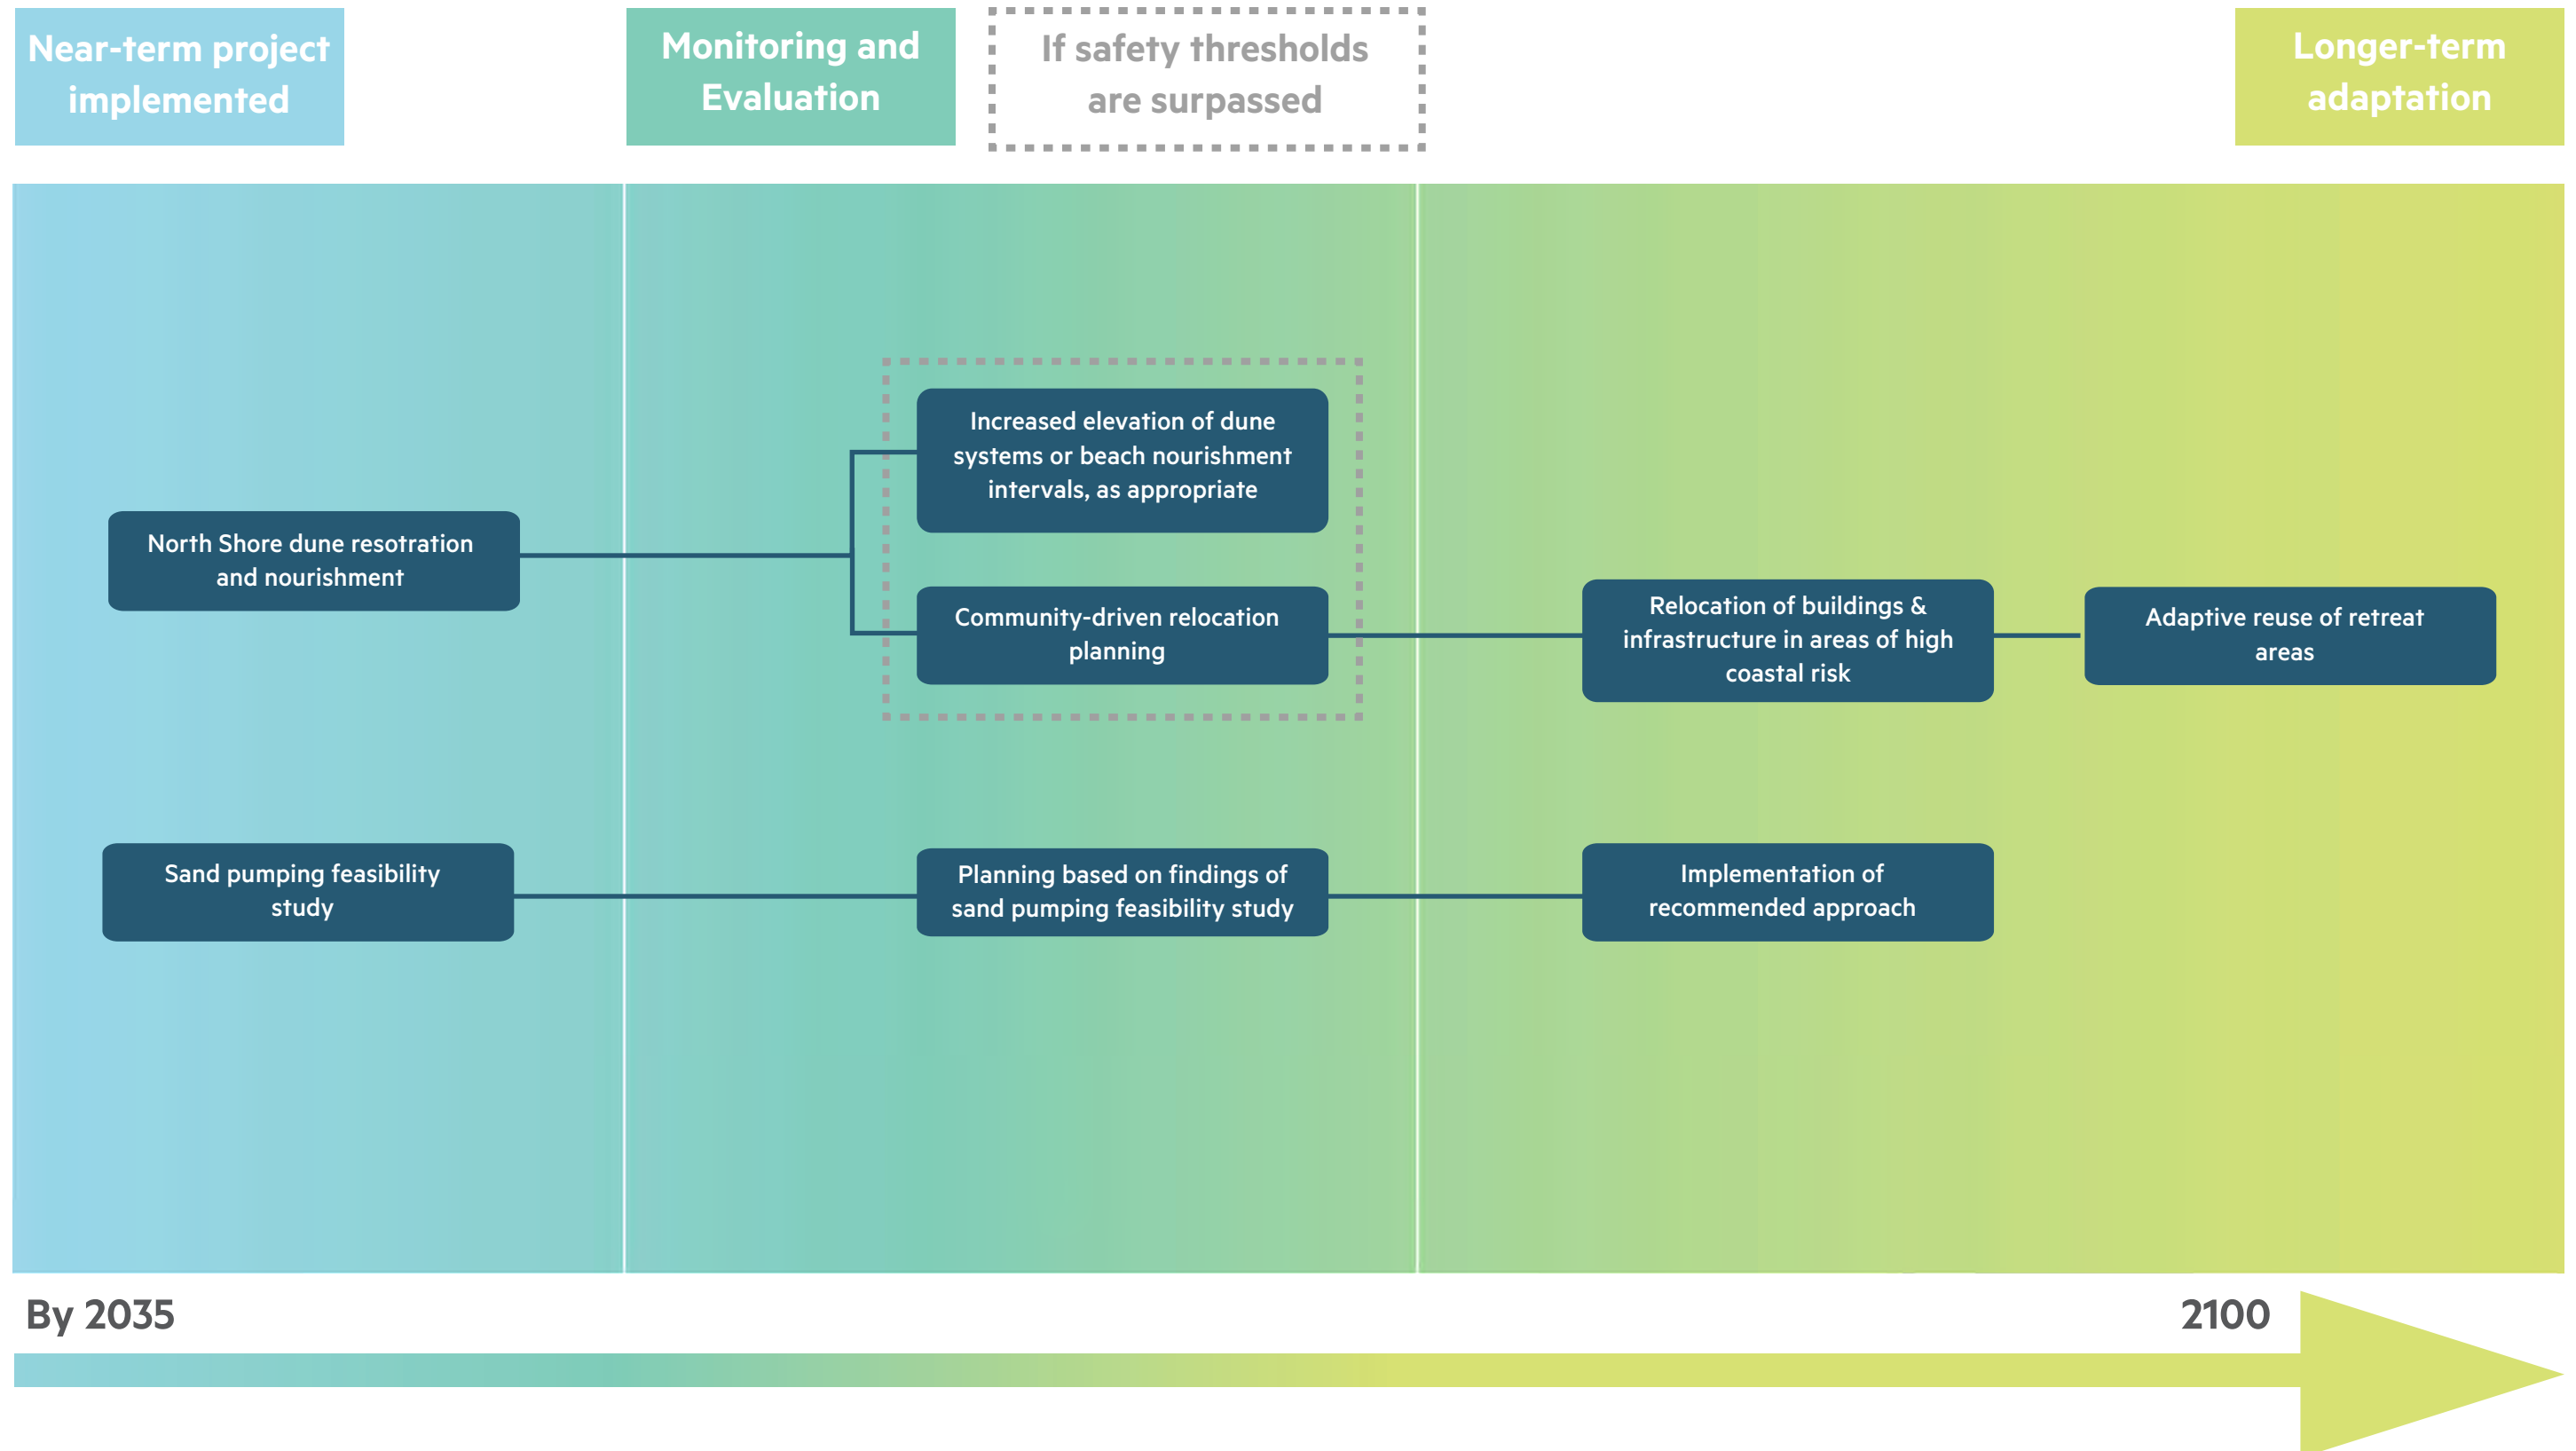 Near-term project
implemented
Monitoring and
Evaluation
If safety thresholds
are surpassed
Longer-term
adaptation
Increased elevation of dune
systems or beach nourishment
intervals, as appropriate
North Shore dune resotration
and nourishment
Community-driven relocation
planning
Relocation of buildings &
infrastructure in areas of high
coastal risk
Adaptive reuse of retreat
areas
Sand pumping feasibility
study
Planning based on findings of
sand pumping feasibility study
Implementation of
recommended approach
By 2035
2100